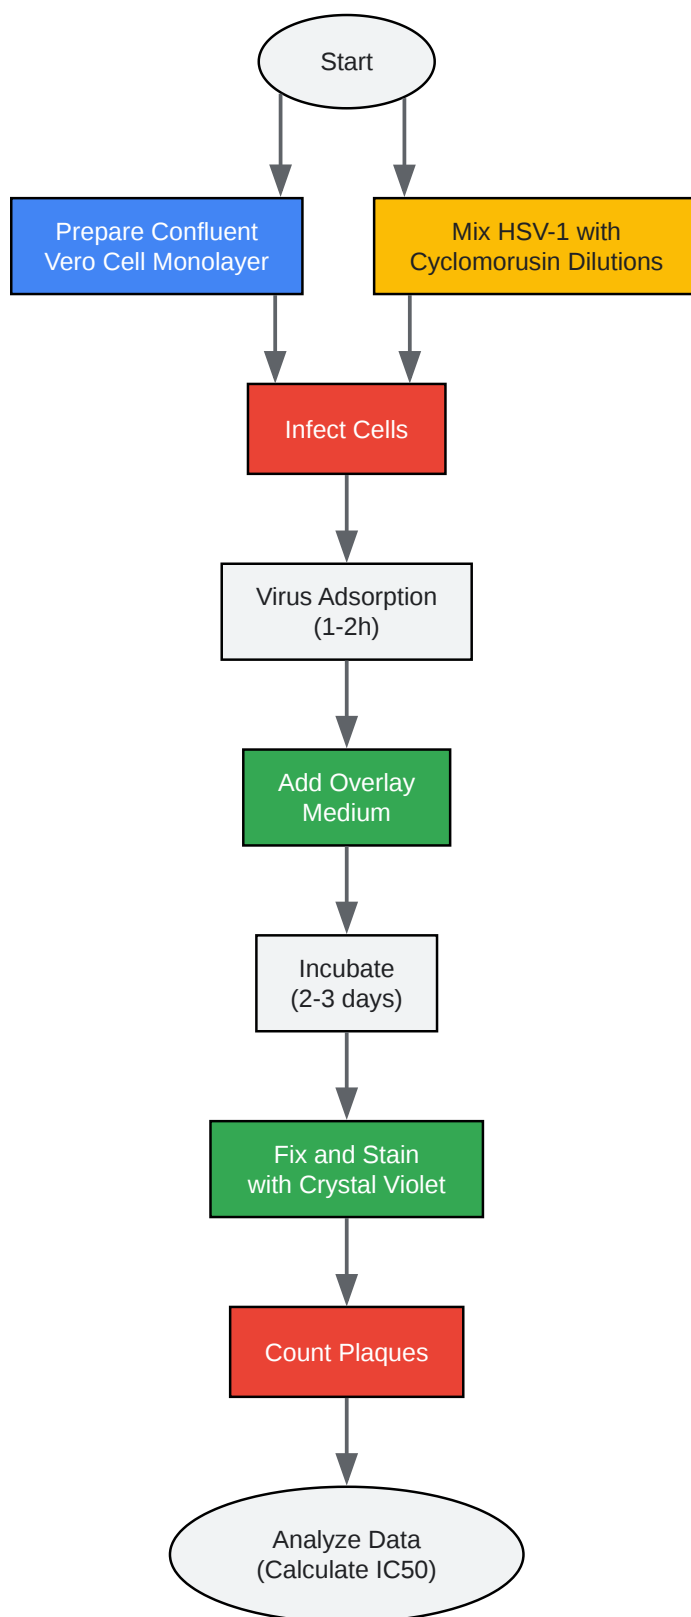 Start
Prepare Confluent
Vero Cell Monolayer
Mix HSV-1 with
Cyclomorusin Dilutions
Infect Cells
Virus Adsorption
(1-2h)
Add Overlay
Medium
Incubate
(2-3 days)
Fix and Stain
with Crystal Violet
Count Plaques
Analyze Data
(Calculate IC50)